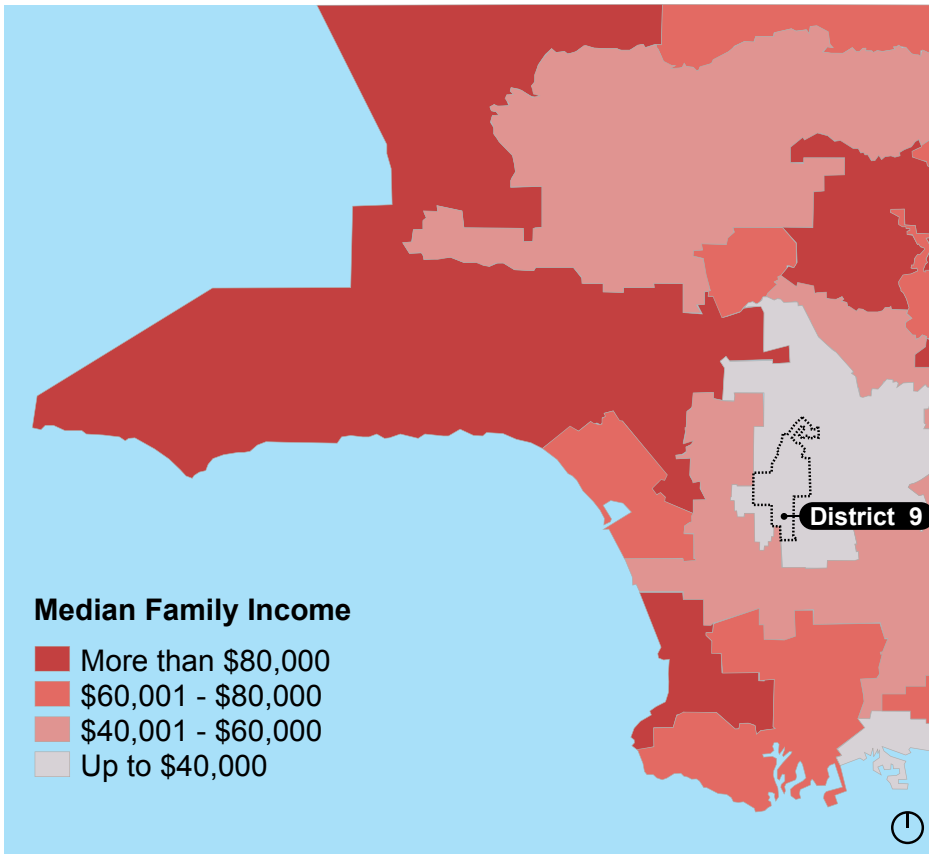 District 9
Median Family Income
More than $80,000
$60,001 - $80,000
$40,001 - $60,000
Up to $40,000